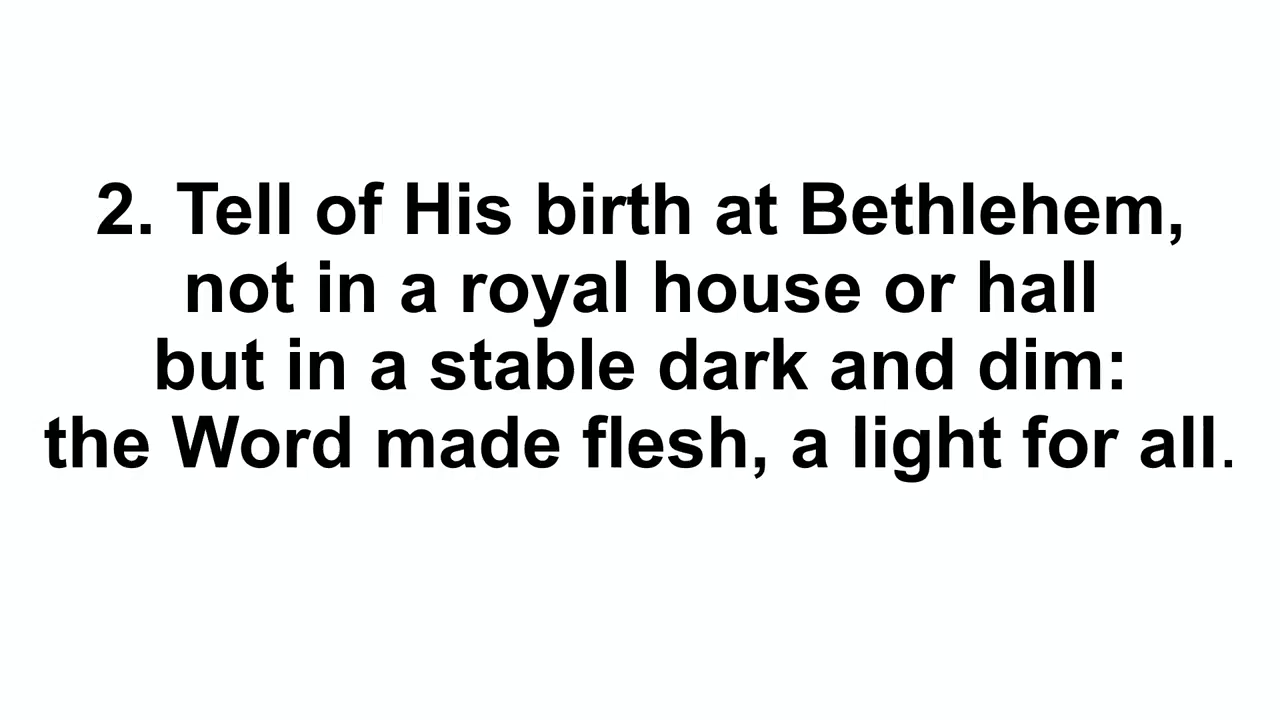 2. Tell of His birth at Bethlehem,
not in a royal house or hall
but in a stable dark and dim:
the Word made flesh, a light for all.